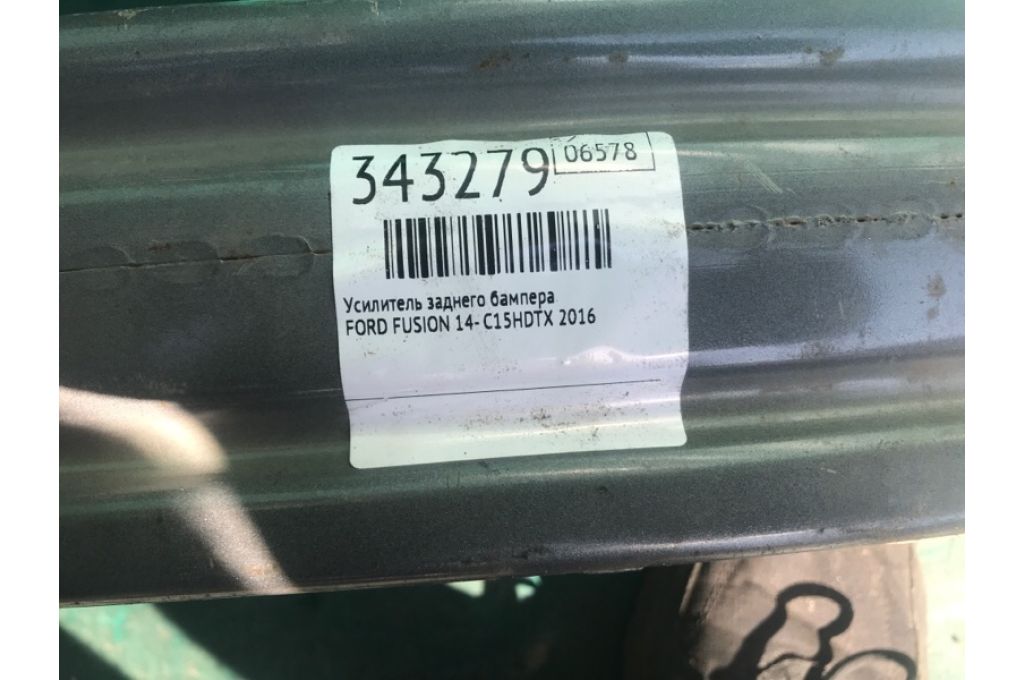 343279
06578
Усилитель заднего бампера
FORD FUSION 14- C15HDTX 2016